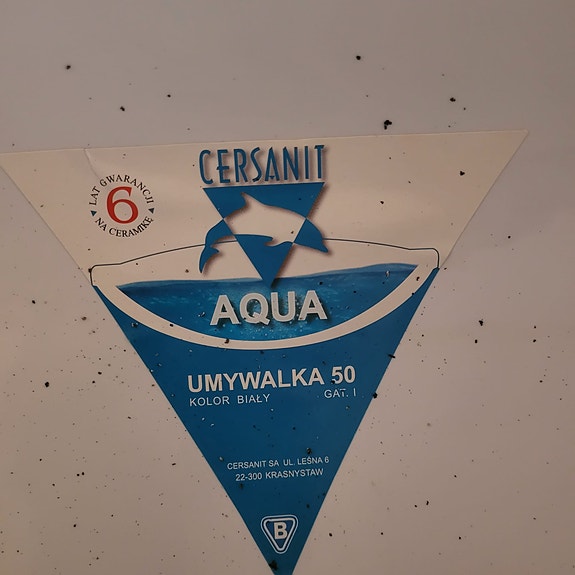 CERSANIT
LAT GWARANCJI
6
NA CERAMIKĘ
AQUA
UMYWALKA 50
KOLOR BIAŁY GAT. I
CERSANIT SA UL. LEŚNA 6
22-300 KRASNYSTAW
B